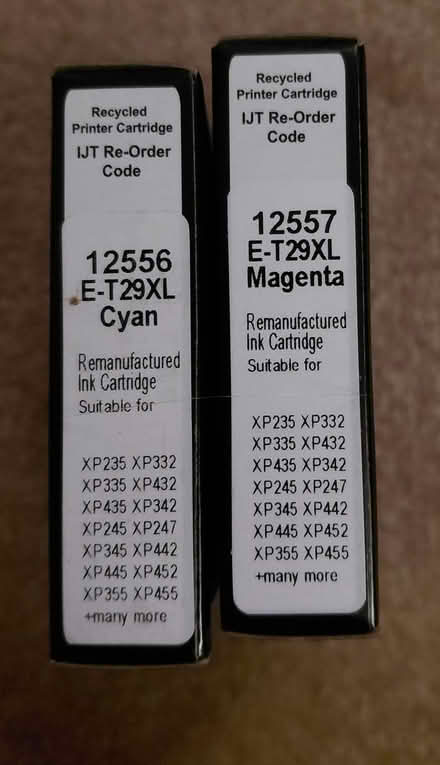 Recycled
Printer Cartridge
IJT Re-Order
Code
12556
E-T29XL
Cyan
Remanufactured
Ink Cartridge
Suitable for
XP235 XP332
XP335 XP432
XP435 XP342
XP245 XP247
XP345 XP442
XP445 XP452
XP355 XP455
+many more
Recycled
Printer Cartridge
IJT Re-Order
Code
12557
E-T29XL
Magenta
Remanufactured
Ink Cartridge
Suitable for
XP235 XP332
XP335 XP432
XP435 XP342
XP245 XP247
XP345 XP442
XP445 XP452
XP355 XP455
+many more